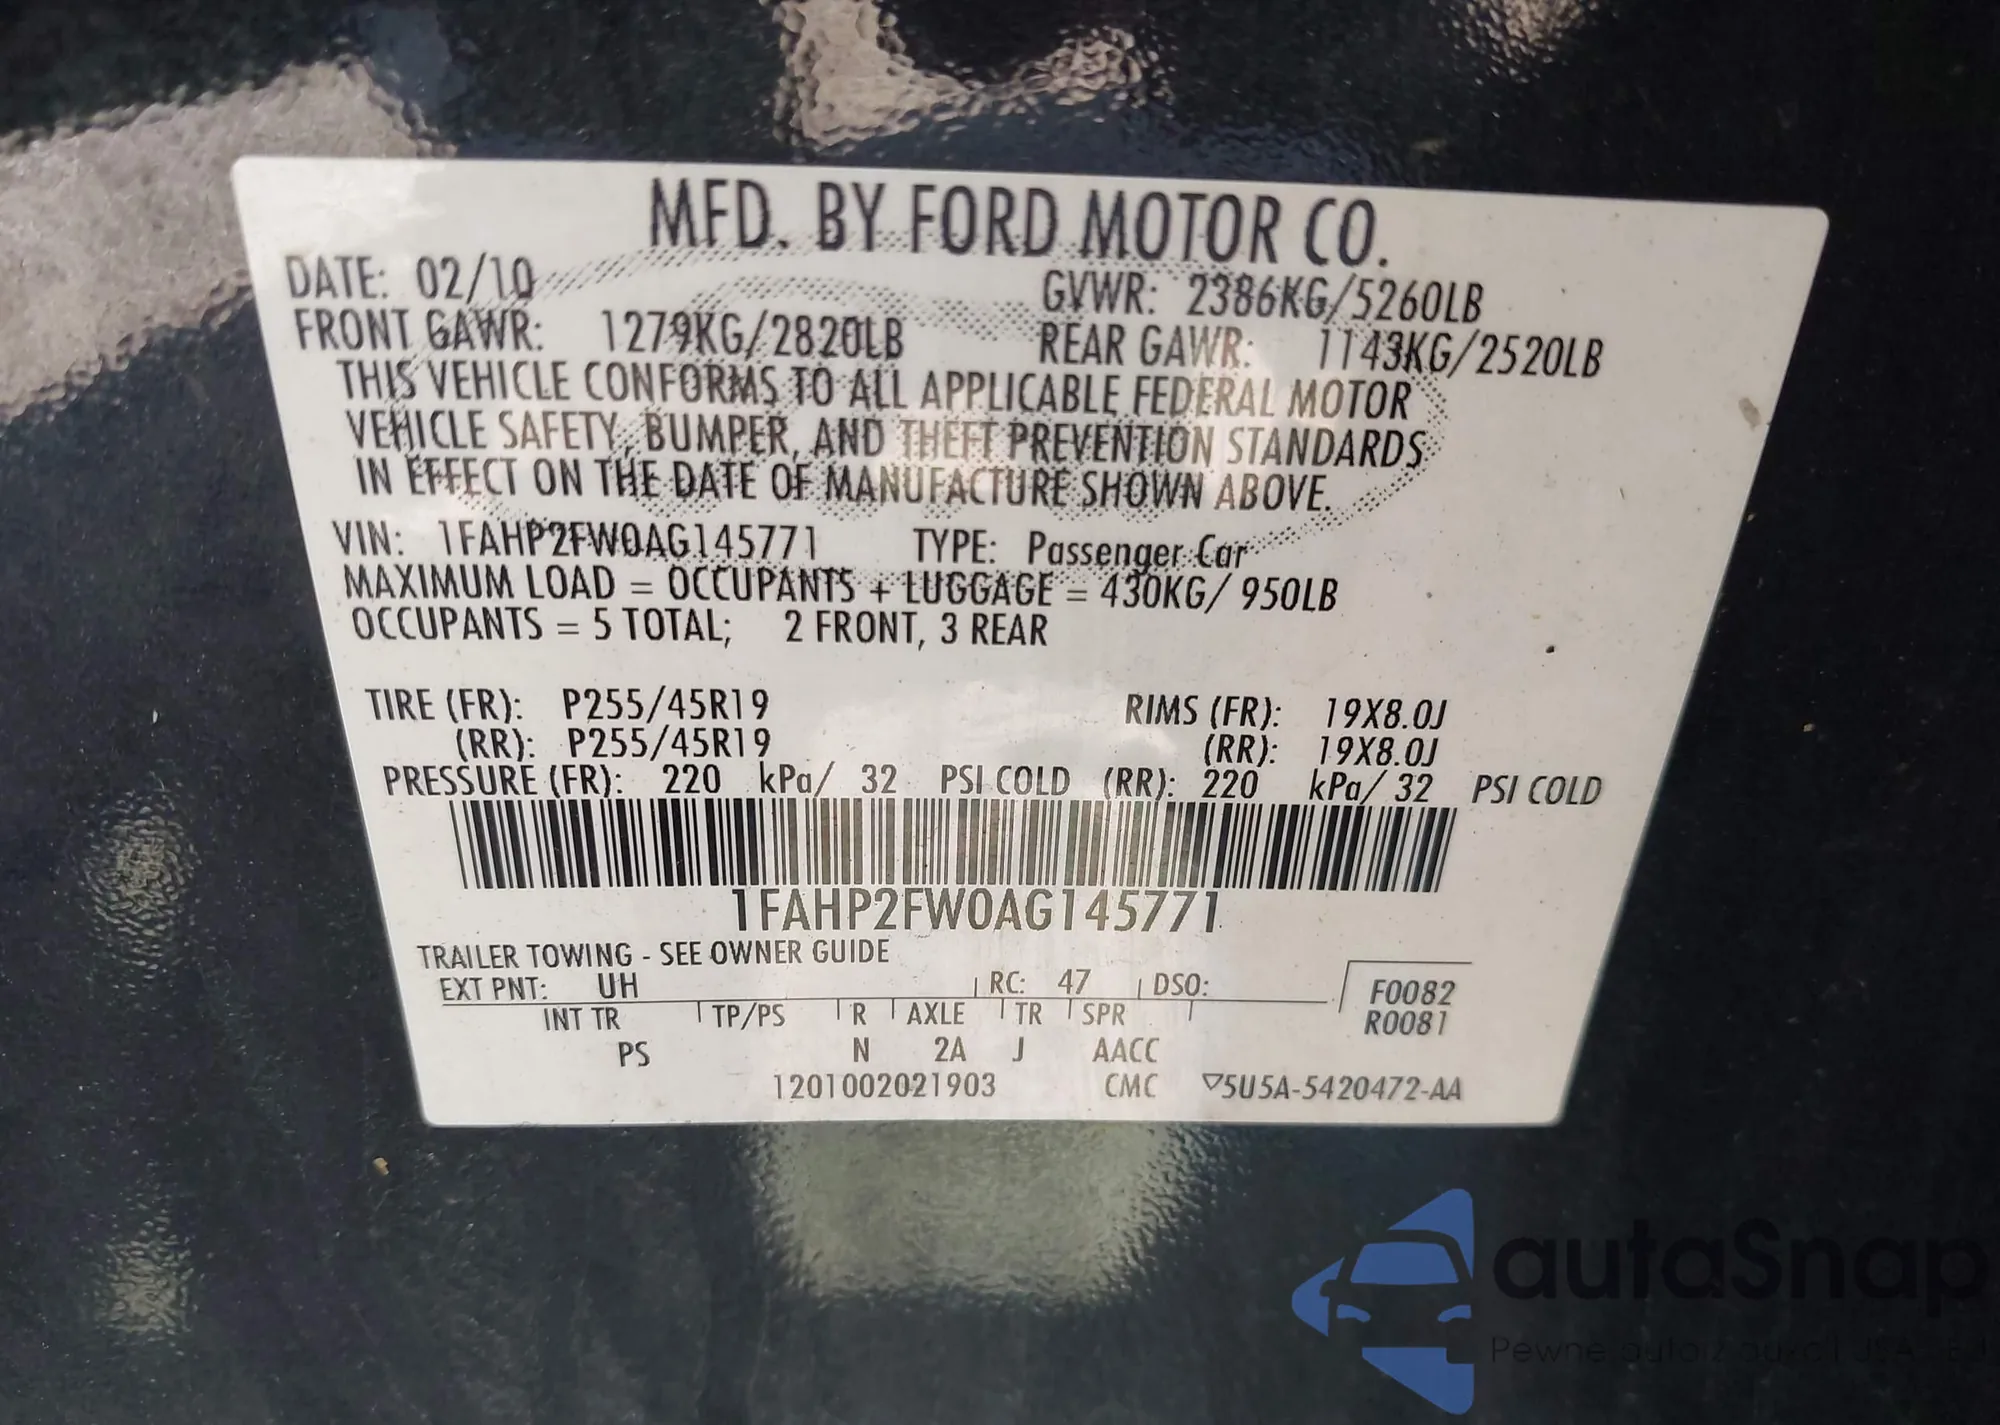 MFD. BY FORD MOTOR CO.
DATE: 02/10 GVWR: 2386KG/5260LB
FRONT GAWR: 1279KG/2820LB REAR GAWR: 1143KG/2520LB
THIS VEHICLE CONFORMS TO ALL APPLICABLE FEDERAL MOTOR
VEHICLE SAFETY, BUMPER, AND THEFT PREVENTION STANDARDS
IN EFFECT ON THE DATE OF MANUFACTURE SHOWN ABOVE.
VIN: 1FAHP2FW0AG145771 TYPE: Passenger Car
MAXIMUM LOAD = OCCUPANTS + LUGGAGE = 430KG/ 950LB
OCCUPANTS = 5 TOTAL; 2 FRONT, 3 REAR
TIRE (FR): P255/45R19 RIMS (FR): 19X8.0J
(RR): P255/45R19 (RR): 19X8.0J
PRESSURE (FR): 220 kPa/ 32 PSI COLD (RR): 220 kPa/ 32 PSI COLD
1FAHP2FW0AG145771
TRAILER TOWING - SEE OWNER GUIDE
EXT PNT: UH RC: 47 DSO: F0082
INT TR TP/PS R AXLE TR SPR R0081
PS N 2A J AACC
1201002021903 CMC ▽5U5A-5420472-AA
autaSnap
Pewne auta z aukcji USA